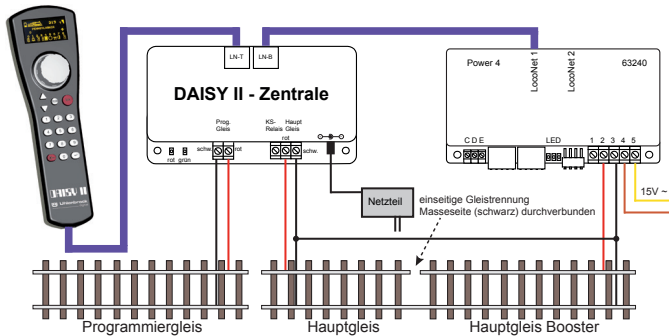 LN-T
LN-B
DAISY II - Zentrale
Prog.
Gleis
KS-
Relais
Haupt
Gleis
rot
schw.
rot
schw.
rot grün
Power 4
LocoNet 1
LocoNet 2
63240
C D E
LED
1 2 3 4 5
15V ~
Netzteil
einseitige Gleistrennung
Masseseite (schwarz) durchverbunden
DAISY II
Uhlenbrock
Programmiergleis
Hauptgleis
Hauptgleis Booster